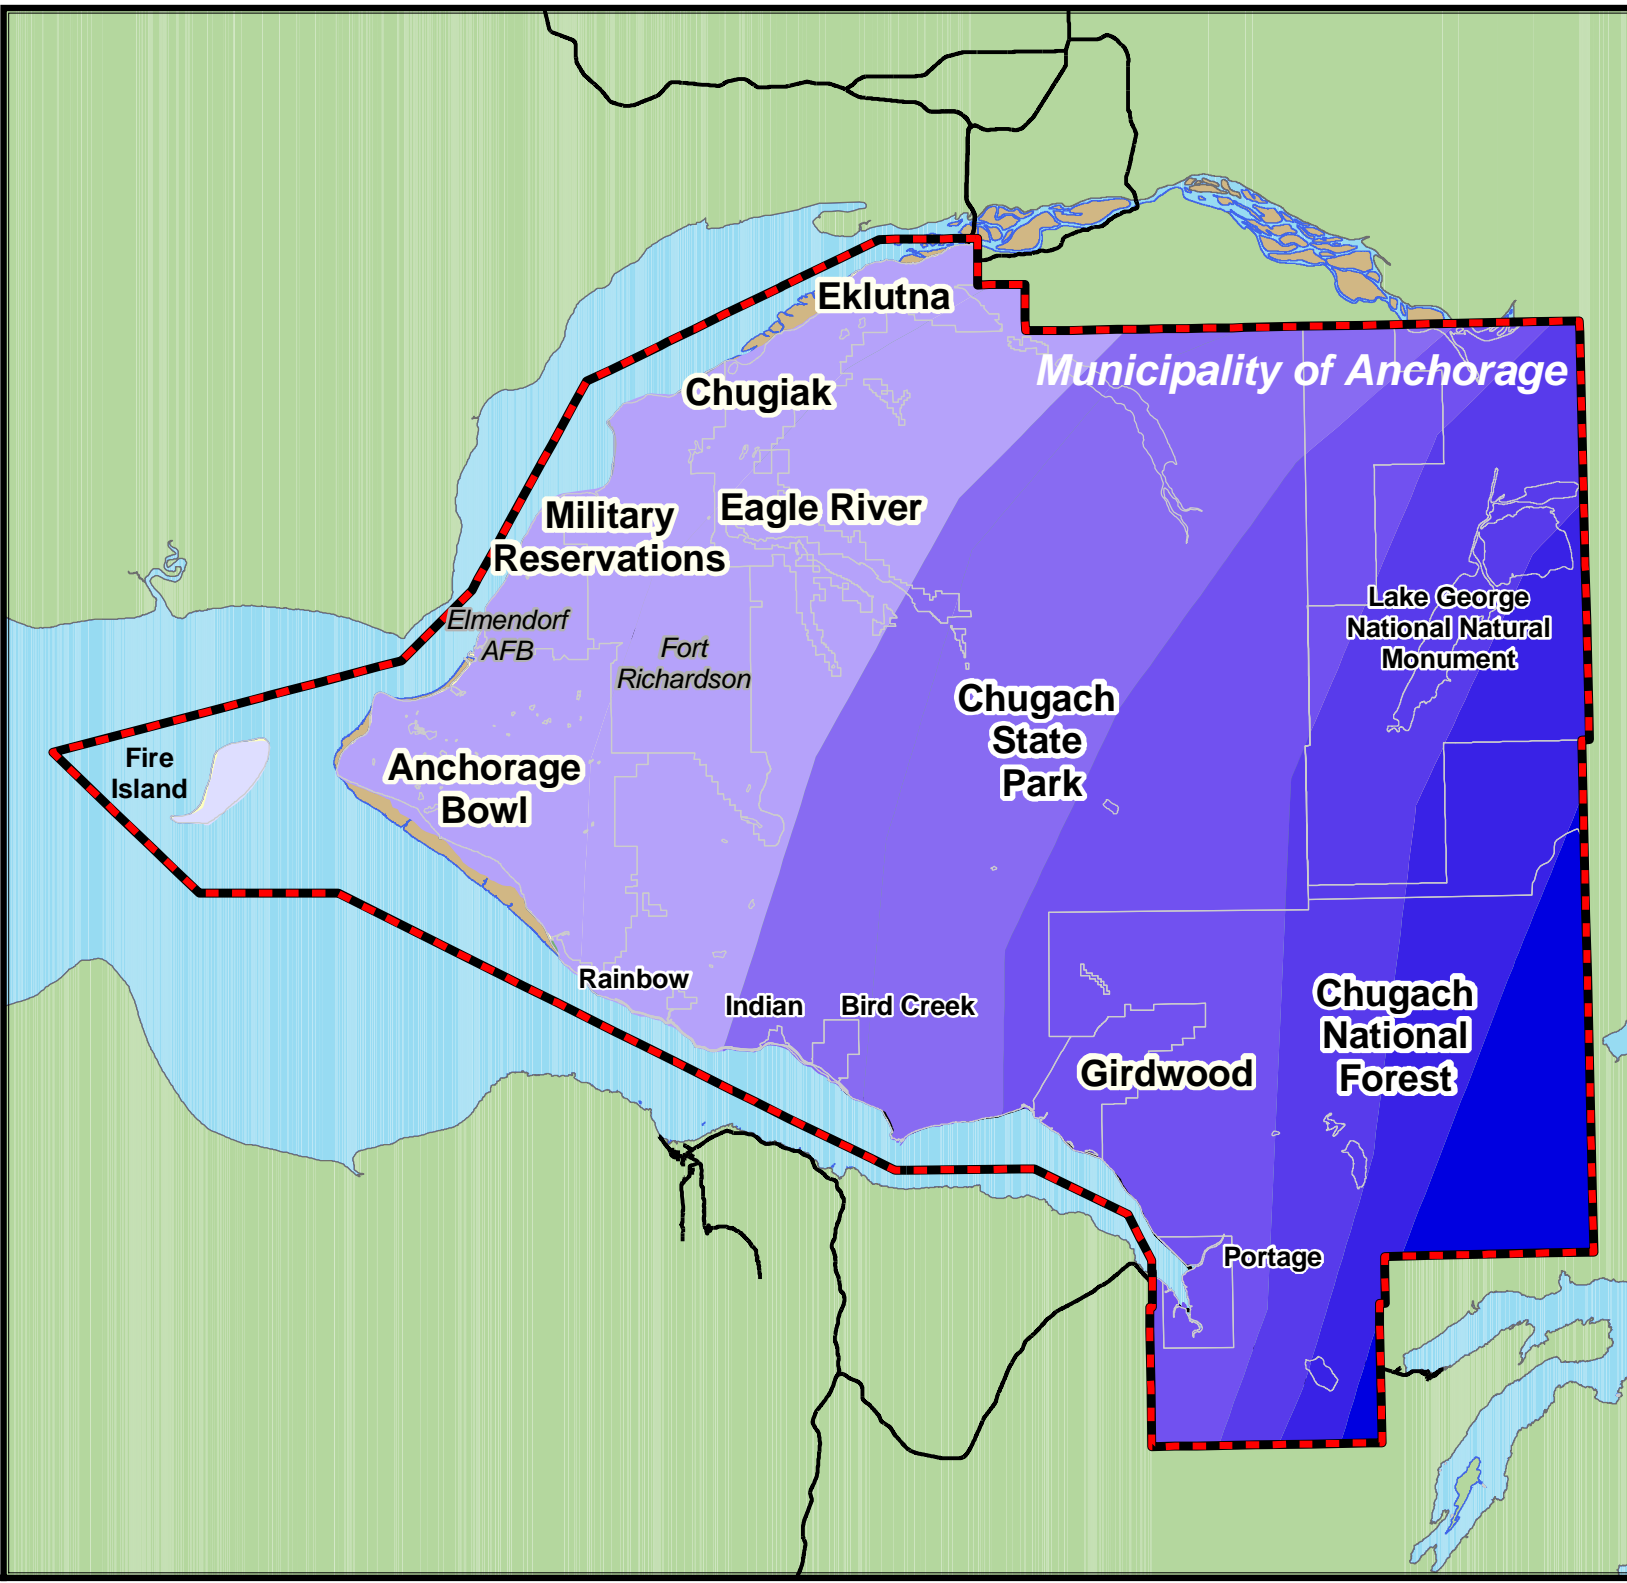 Eklutna
Municipality of Anchorage
Chugiak
Eagle River
Military
Reservations
Elmendorf
AFB
Fort
Richardson
Lake George
National Natural
Monument
Chugach
State
Park
Fire
Island
Anchorage
Bowl
Rainbow
Indian
Bird Creek
Chugach
National
Forest
Girdwood
Portage